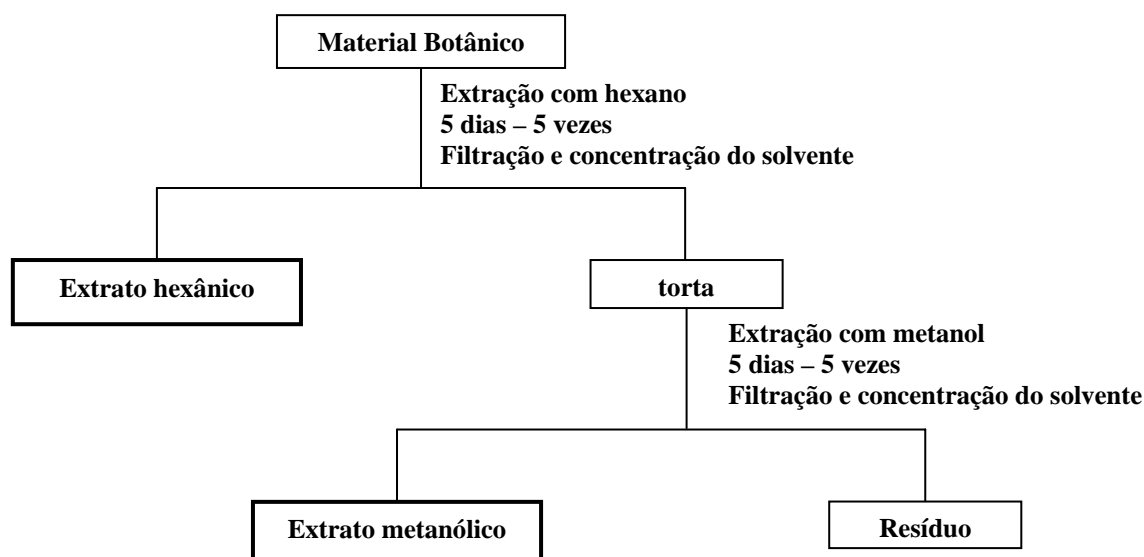 Material Botânico
Extração com hexano
5 dias – 5 vezes
Filtração e concentração do solvente
Extrato hexânico
torta
Extração com metanol
5 dias – 5 vezes
Filtração e concentração do solvente
Extrato metanólico
Resíduo